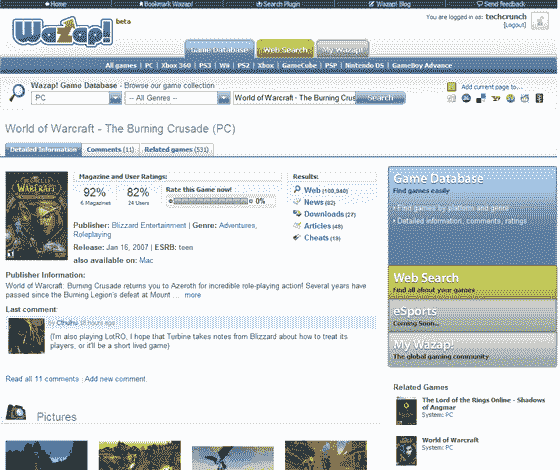 Home Bookmark Wazap! Search Plugin Wazap! Blog Send feedback
Wazap! beta
You are logged in as: techcrunch
[Logout]
Game Database Web Search My Wazap!
All games | PC | Xbox 360 | PS3 | Wii | PS2 | Xbox | GameCube | PSP | Nintendo DS | GameBoy Advance
Wazap! Game Database - Browse our game collection
Add current page to...
PC -- All Genres -- World of Warcraft - The Burning Crus Search
World of Warcraft - The Burning Crusade (PC)
Detailed Information Comments (11) Related games (531)
Magazine and User Ratings:
92% 82%
6 Magazines 24 Users
Rate this Game now!
0%
Publisher: Blizzard Entertainment | Genre: Adventures,
Roleplaying
Release: Jan 16, 2007 | ESRB: teen
also available on: Mac
Results:
Web
News
Downloads (27)
Articles (48)
Cheats (19)
Publisher Information:
World of Warcraft: Burning Crusade returns you to Azeroth for incredible role-playing action! Several years have
passed since the Burning Legion's defeat at Mount ... more
Last comment:
by Cthulhu 18 hours ago
(I'm also playing LotRO, I hope that Turbine takes notes from Blizzard about how to treat its
players, or it'll be a short lived game)
Read all 11 comments Add new comment
Pictures
Game Database
Find games easily
Find games by platform and genre
Detailed information, comments, ratings
Web Search
Find all about your games
eSports
Coming Soon...
My Wazap!
The global gaming community
Related Games
The Lord of the Rings Online - Shadows
of Angmar
System: PC
World of Warcraft
System: PC